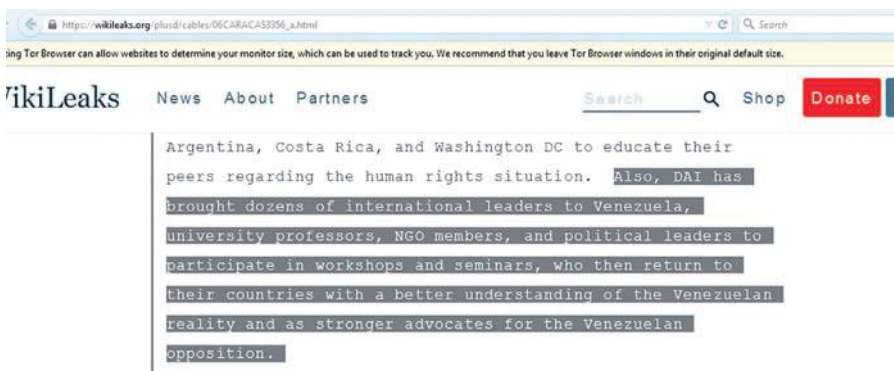 https://wikileaks.org/plusd/cables/06CARACAS3356_a.html Search
ing Tor Browser can allow websites to determine your monitor size, which can be used to track you. We recommend that you leave Tor Browser windows in their original default size.
ikiLeaks News About Partners Search Shop Donate
Argentina, Costa Rica, and Washington DC to educate their
peers regarding the human rights situation. Also, DAI has
brought dozens of international leaders to Venezuela,
university professors, NGO members, and political leaders to
participate in workshops and seminars, who then return to
their countries with a better understanding of the Venezuelan
reality and as stronger advocates for the Venezuelan
opposition.